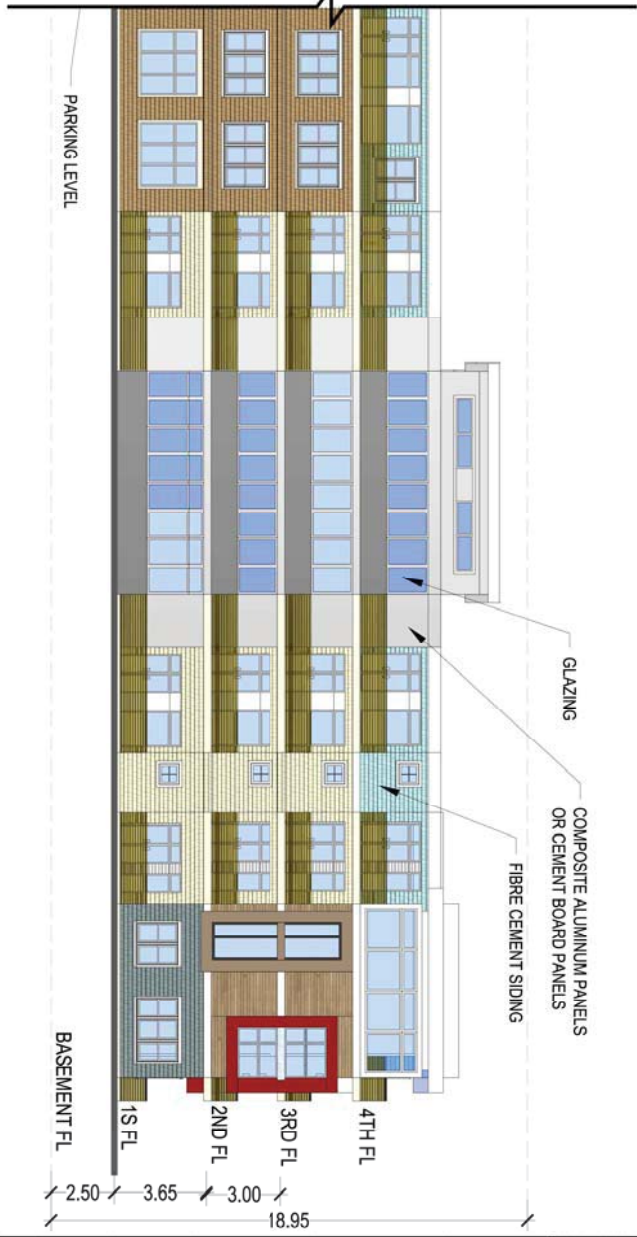 GLAZING
COMPOSITE ALUMINUM PANELS
OR CEMENT BOARD PANELS
FIBRE CEMENT SIDING
4TH FL
3RD FL
2ND FL
1S FL
BASEMENT FL
PARKING LEVEL
3.00
3.65
2.50
18.95